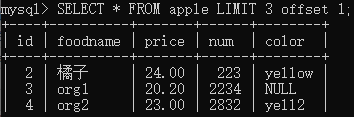 mysql> SELECT * FROM apple LIMIT 3 offset 1;
+----+----------+-------+------+--------+
| id | foodname | price | num | color |
+----+----------+-------+------+--------+
| 2 | 橘子 | 24.00 | 223 | yellow |
| 3 | org1 | 20.20 | 2234 | NULL |
| 4 | org2 | 23.00 | 2832 | yell2 |